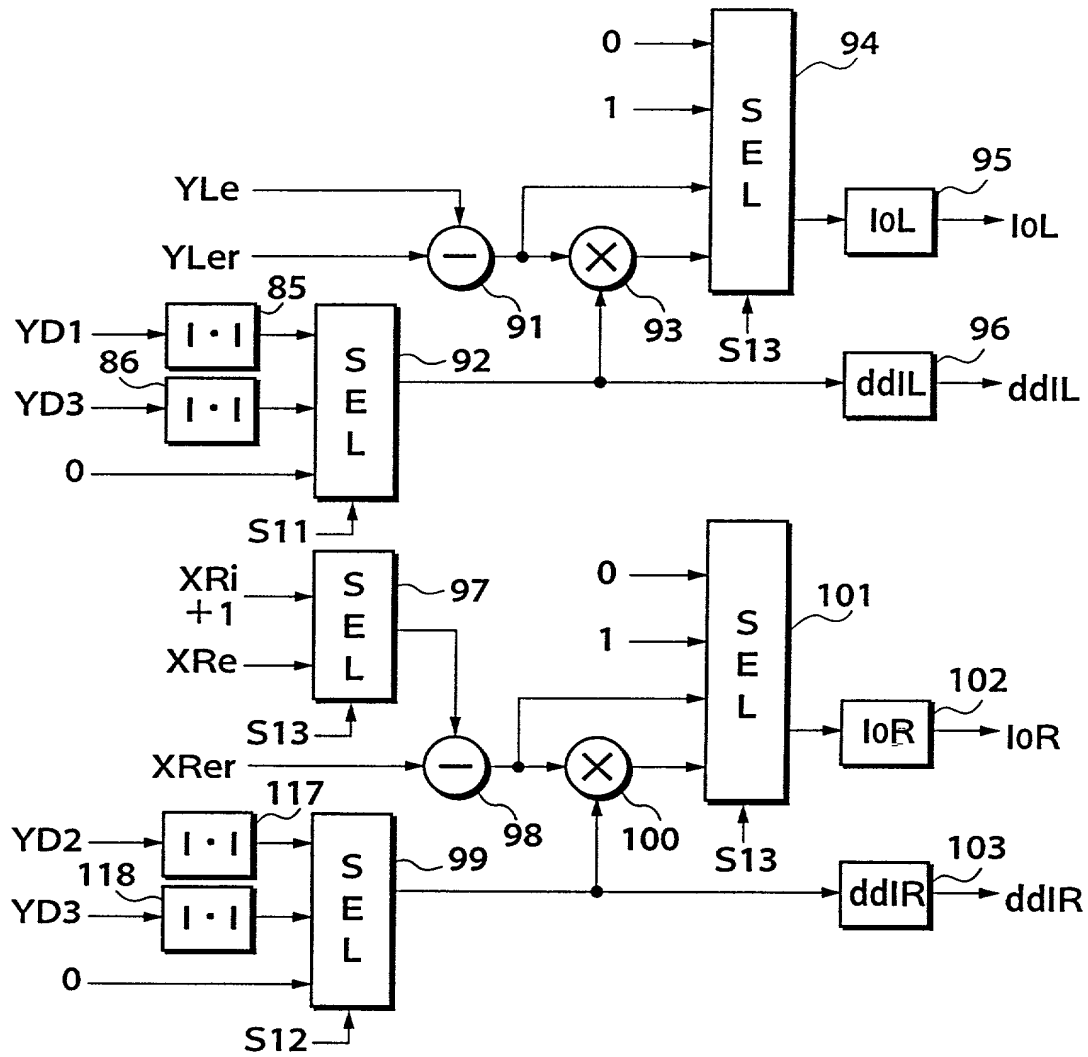 0
94
1
S
E
L
YLe
95
IoL
IoL
YLer
−
×
91
93
85
YD1
|·|
S13
S
E
L
92
96
86
ddIL
ddIL
YD3
|·|
0
S11
XRi
+1
S
E
L
97
0
101
1
S
E
L
XRe
S13
102
IoR
IoR
XRer
−
×
98
100
117
YD2
|·|
S13
S
E
L
99
103
118
ddIR
ddIR
YD3
|·|
0
S12